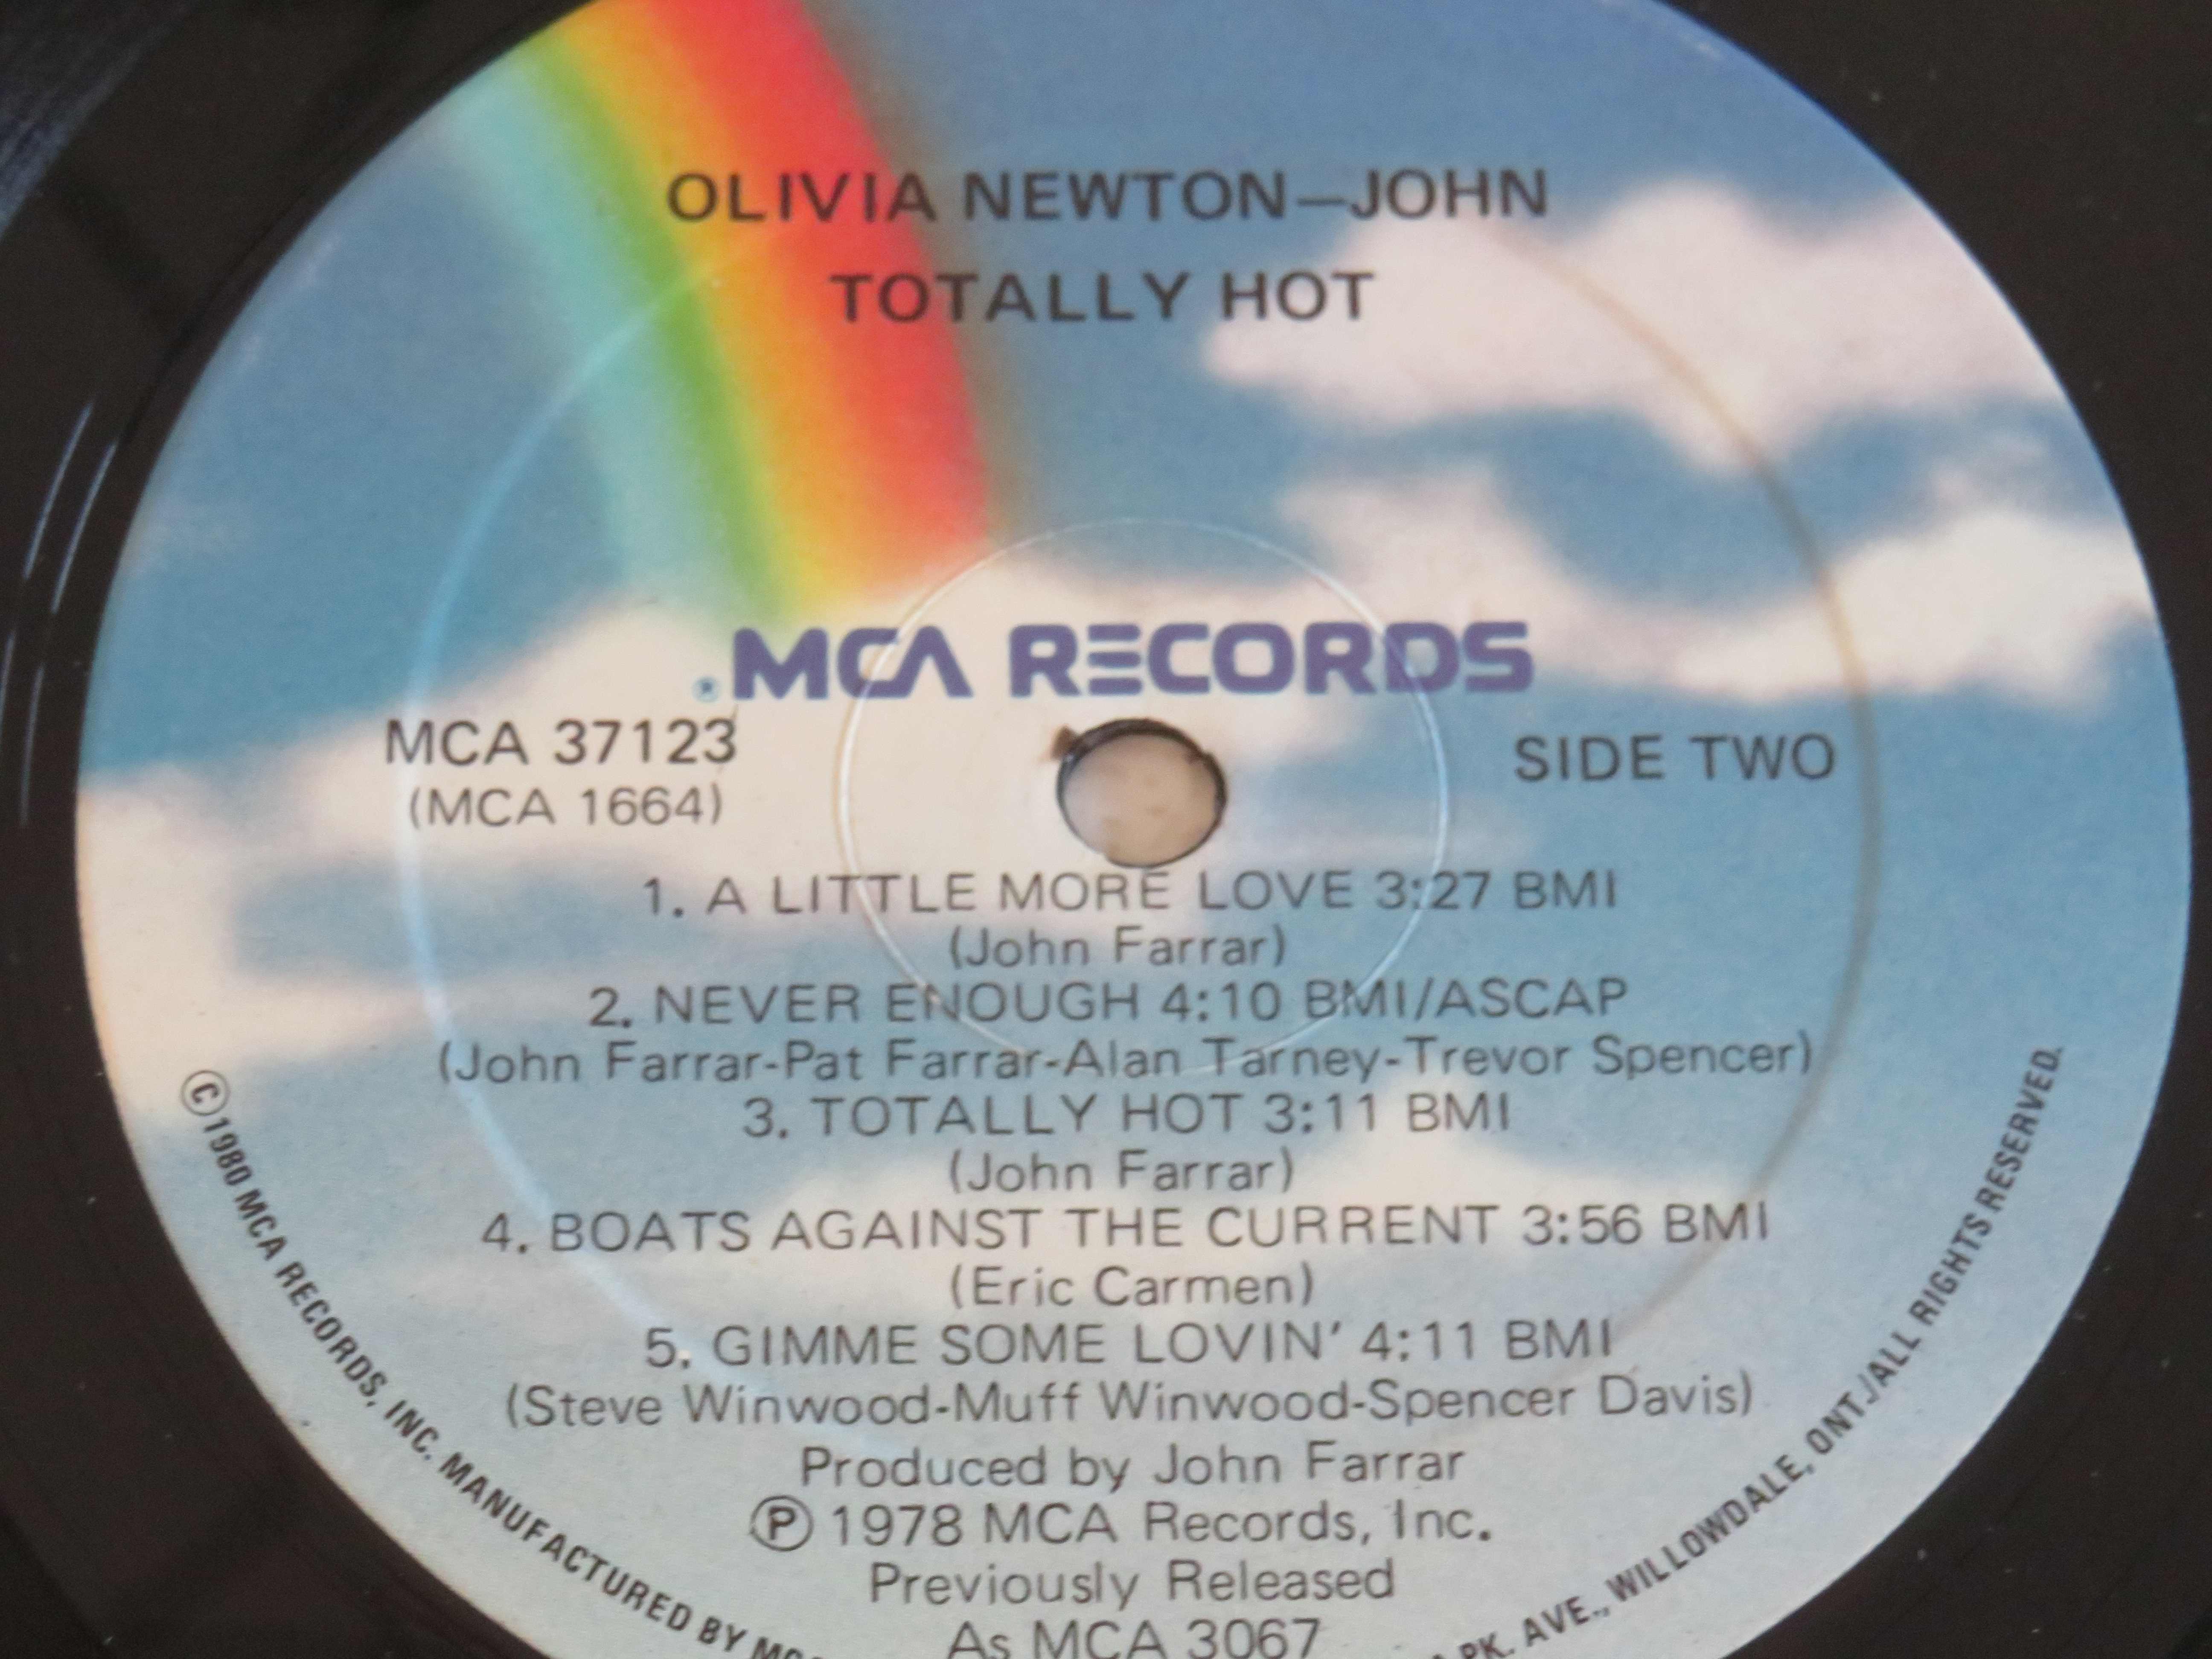 OLIVIA NEWTON—JOHN
TOTALLY HOT
MCA RECORDS
MCA 37123
(MCA 1664)
SIDE TWO
1. A LITTLE MORE LOVE 3:27 BMI
(John Farrar)
2. NEVER ENOUGH 4:10 BMI/ASCAP
(John Farrar-Pat Farrar-Alan Tarney-Trevor Spencer)
3. TOTALLY HOT 3:11 BMI
(John Farrar)
4. BOATS AGAINST THE CURRENT 3:56 BMI
(Eric Carmen)
5. GIMME SOME LOVIN' 4:11 BMI
(Steve Winwood-Muff Winwood-Spencer Davis)
Produced by John Farrar
Ⓟ 1978 MCA Records, Inc.
Previously Released
As MCA 3067
©1980 MCA RECORDS, INC. MANUFACTURED BY
PK. AVE., WILLOWDALE, ONT./ALL RIGHTS RESERVED.